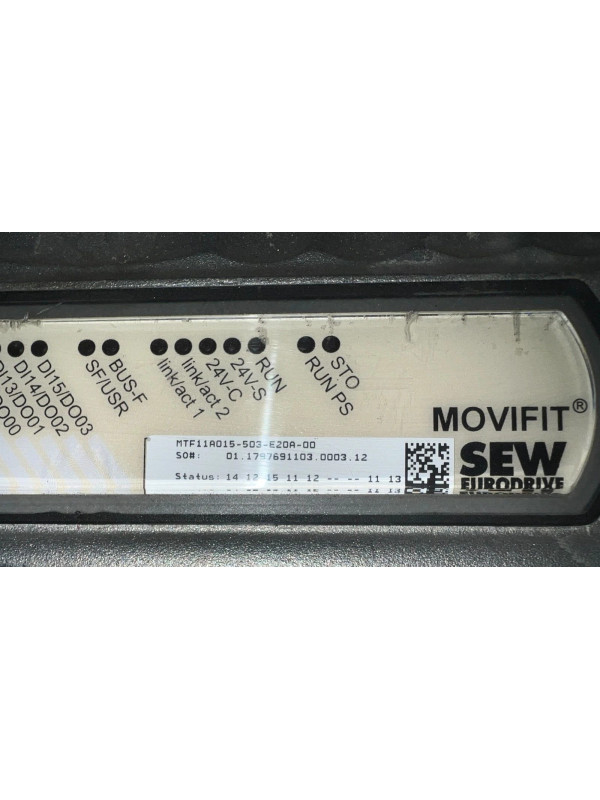 DI13/DO01
DI14/DO02
DI15/DO03
SF/USR
BUS-F
link/act 1
link/act 2
24V-C
24V-S
RUN
RUN PS
STO
MOVIFIT®
SEW
EURODRIVE
MTF11A015-503-E20A-00
SO#: 01.1797691103.0003.12
Status: 14 12 15 11 12 -- -- 11 13